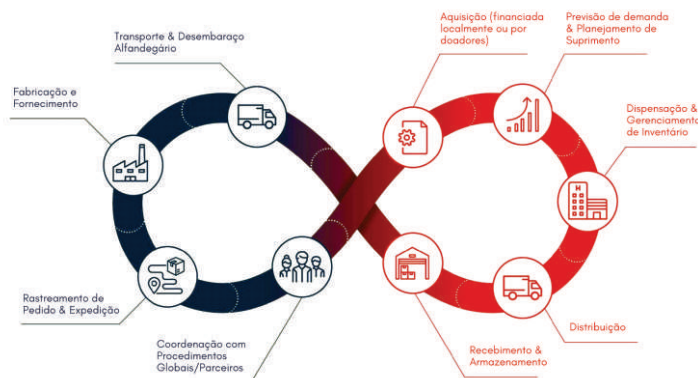 Transporte & Desembaraço
Alfandegário
Fabricação e
Fornecimento
Rastreamento de
Pedido & Expedição
Coordenação com
Procedimentos
Globais/Parceiros
Aquisição (financiada
localmente ou por
doadores)
Previsão de demanda
& Planejamento de
Suprimento
Dispensação &
Gerenciamento
de Inventário
H
Distribuição
Recebimento &
Armazenamento